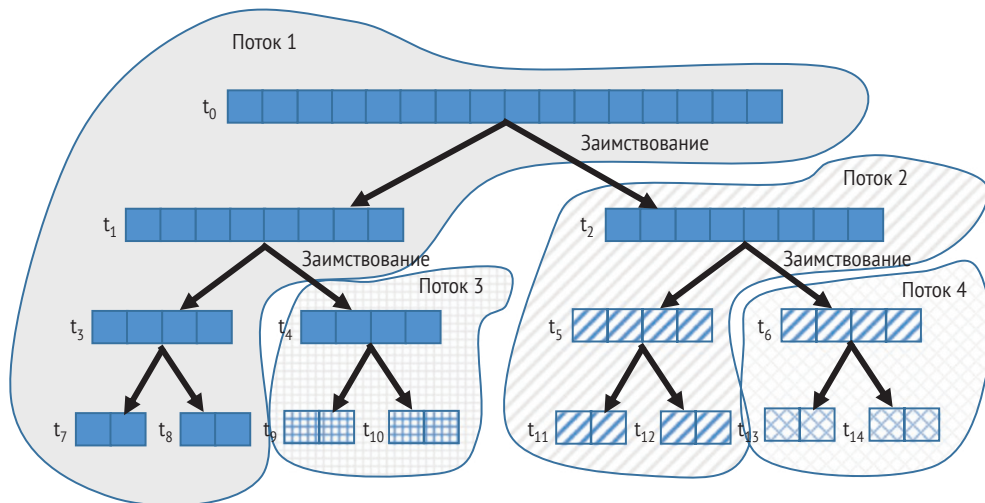 Поток 1
t0
Заимствование
Поток 2
t1
t2
Заимствование
Заимствование
Поток 3
Поток 4
t3
t4
t5
t6
t7
t8
t9
t10
t11
t12
t13
t14